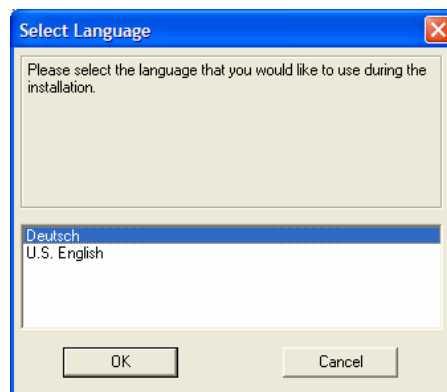 Select Language
Please select the language that you would like to use during the
installation.
Deutsch
U.S. English
OK
Cancel